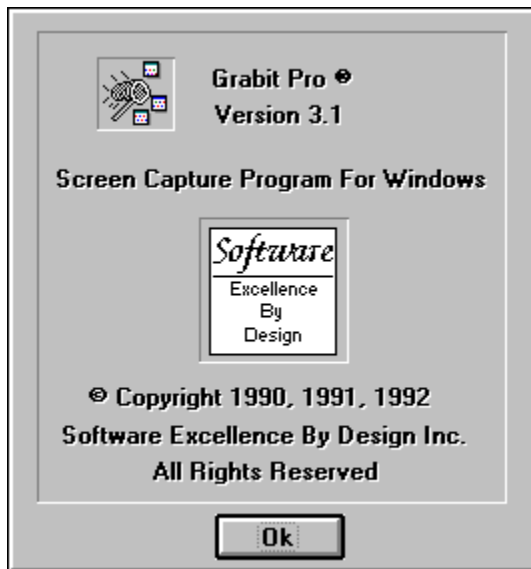 Grabit Pro ®
Version 3.1
Screen Capture Program For Windows
Software
Excellence
By
Design
© Copyright 1990, 1991, 1992
Software Excellence By Design Inc.
All Rights Reserved
Ok